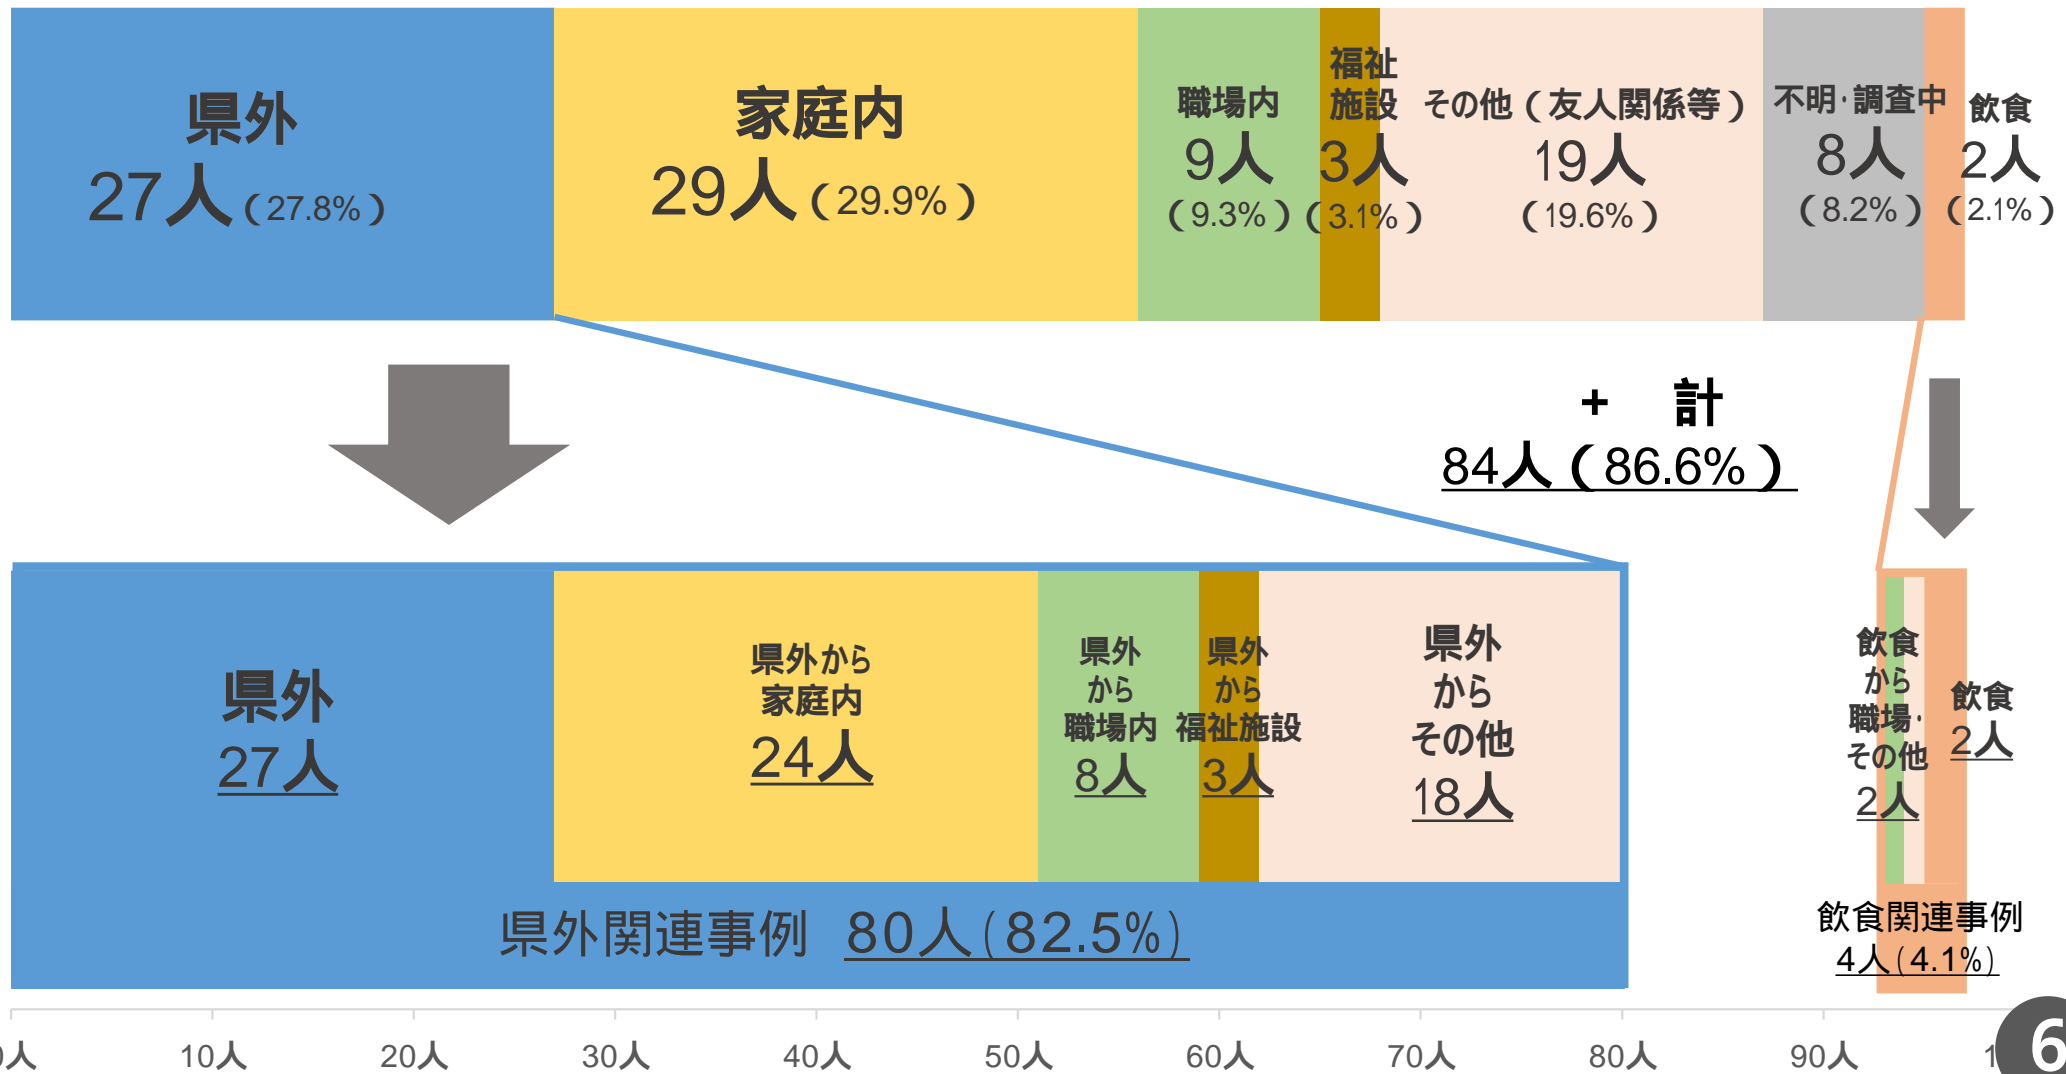 県外
27人（27.8%）
家庭内
29人（29.9%）
職場内
9人
（9.3%）
福祉
施設
3人
（3.1%）
その他（友人関係等）
19人
（19.6%）
不明・調査中
8人
（8.2%）
飲食
2人
（2.1%）
+　計
84人（86.6%）
県外
27人
県外から
家庭内
24人
県外
から
職場内
8人
県外
から
福祉施設
3人
県外
から
その他
18人
飲食
から
職場・
その他
2人
飲食
2人
県外関連事例 80人(82.5%)
飲食関連事例
4人(4.1%)
0人 10人 20人 30人 40人 50人 60人 70人 80人 90人
6